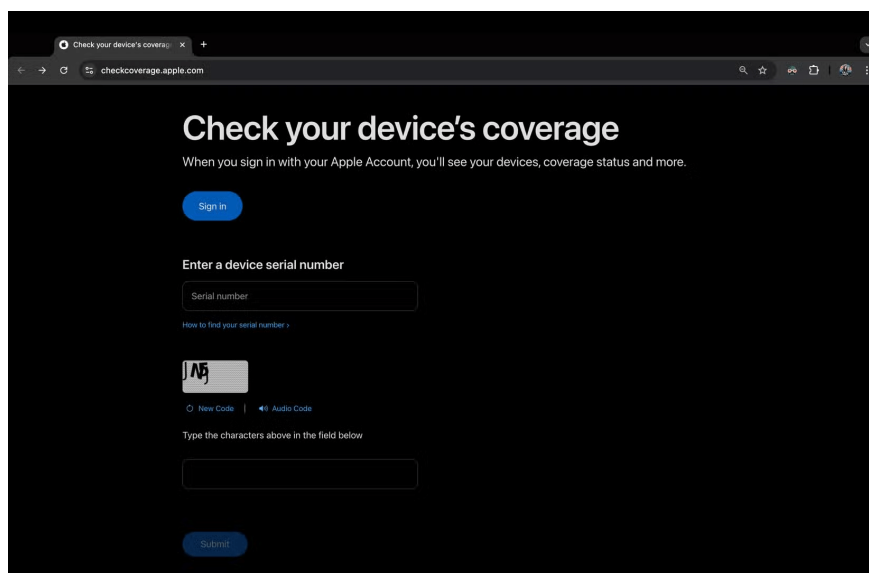 Check your device's coverag
checkcoverage.apple.com
Check your device’s coverage
When you sign in with your Apple Account, you'll see your devices, coverage status and more.
Sign in
Enter a device serial number
Serial number
How to find your serial number ›
New Code | Audio Code
Type the characters above in the field below
Submit